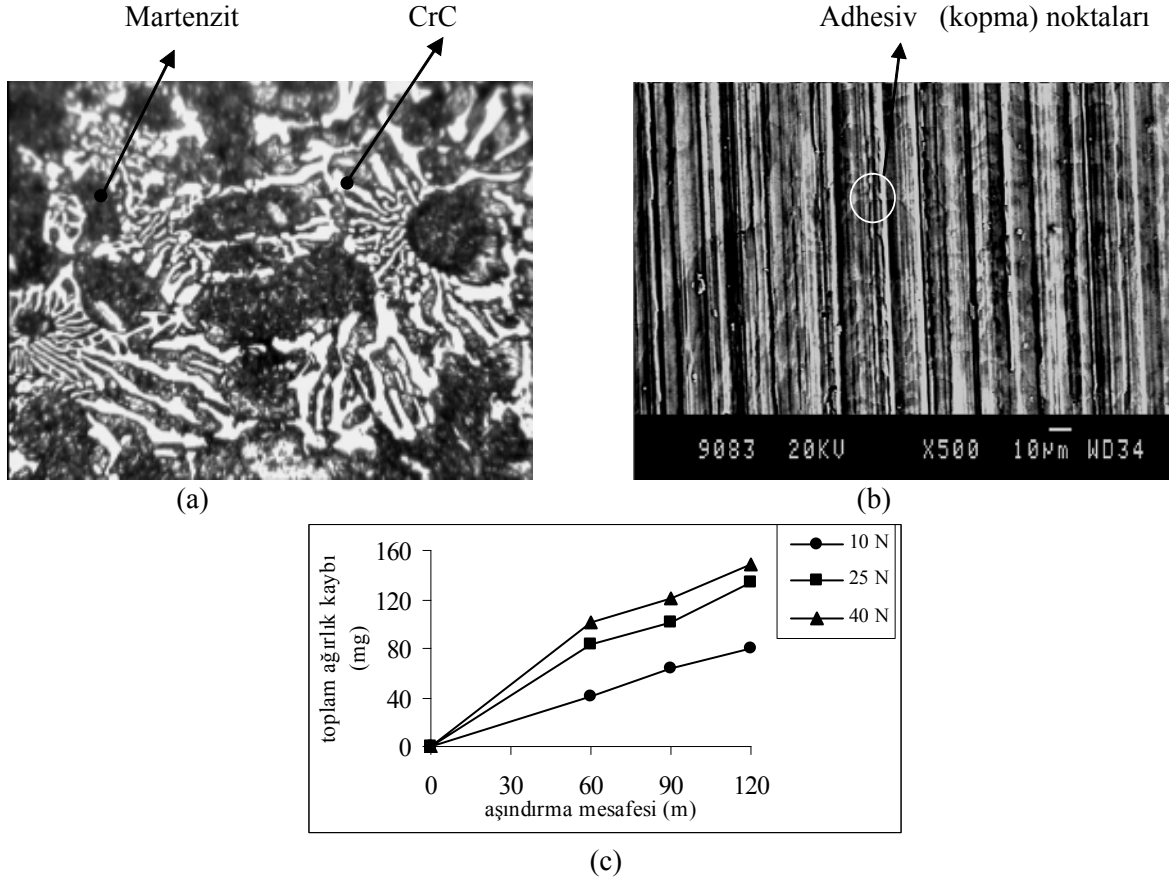 Martenzit CrC Adhesiv (kopma) noktaları
9083 20KV X500 10µm WD34
(a) (b)
10 N
25 N
40 N
toplam ağırlık kaybı
(mg)
160
120
80
40
0
0 30 60 90 120
aşındırma mesafesi (m)
(c)